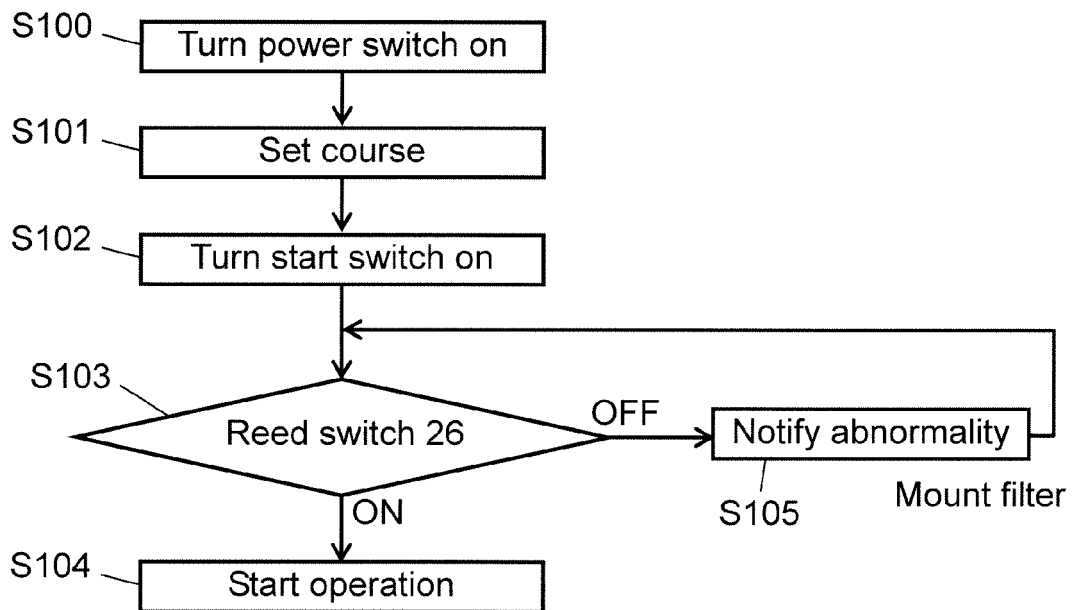 S100
Turn power switch on
S101
Set course
S102
Turn start switch on
S103
Reed switch 26
OFF
Notify abnormality
S105
Mount filter
ON
S104
Start operation